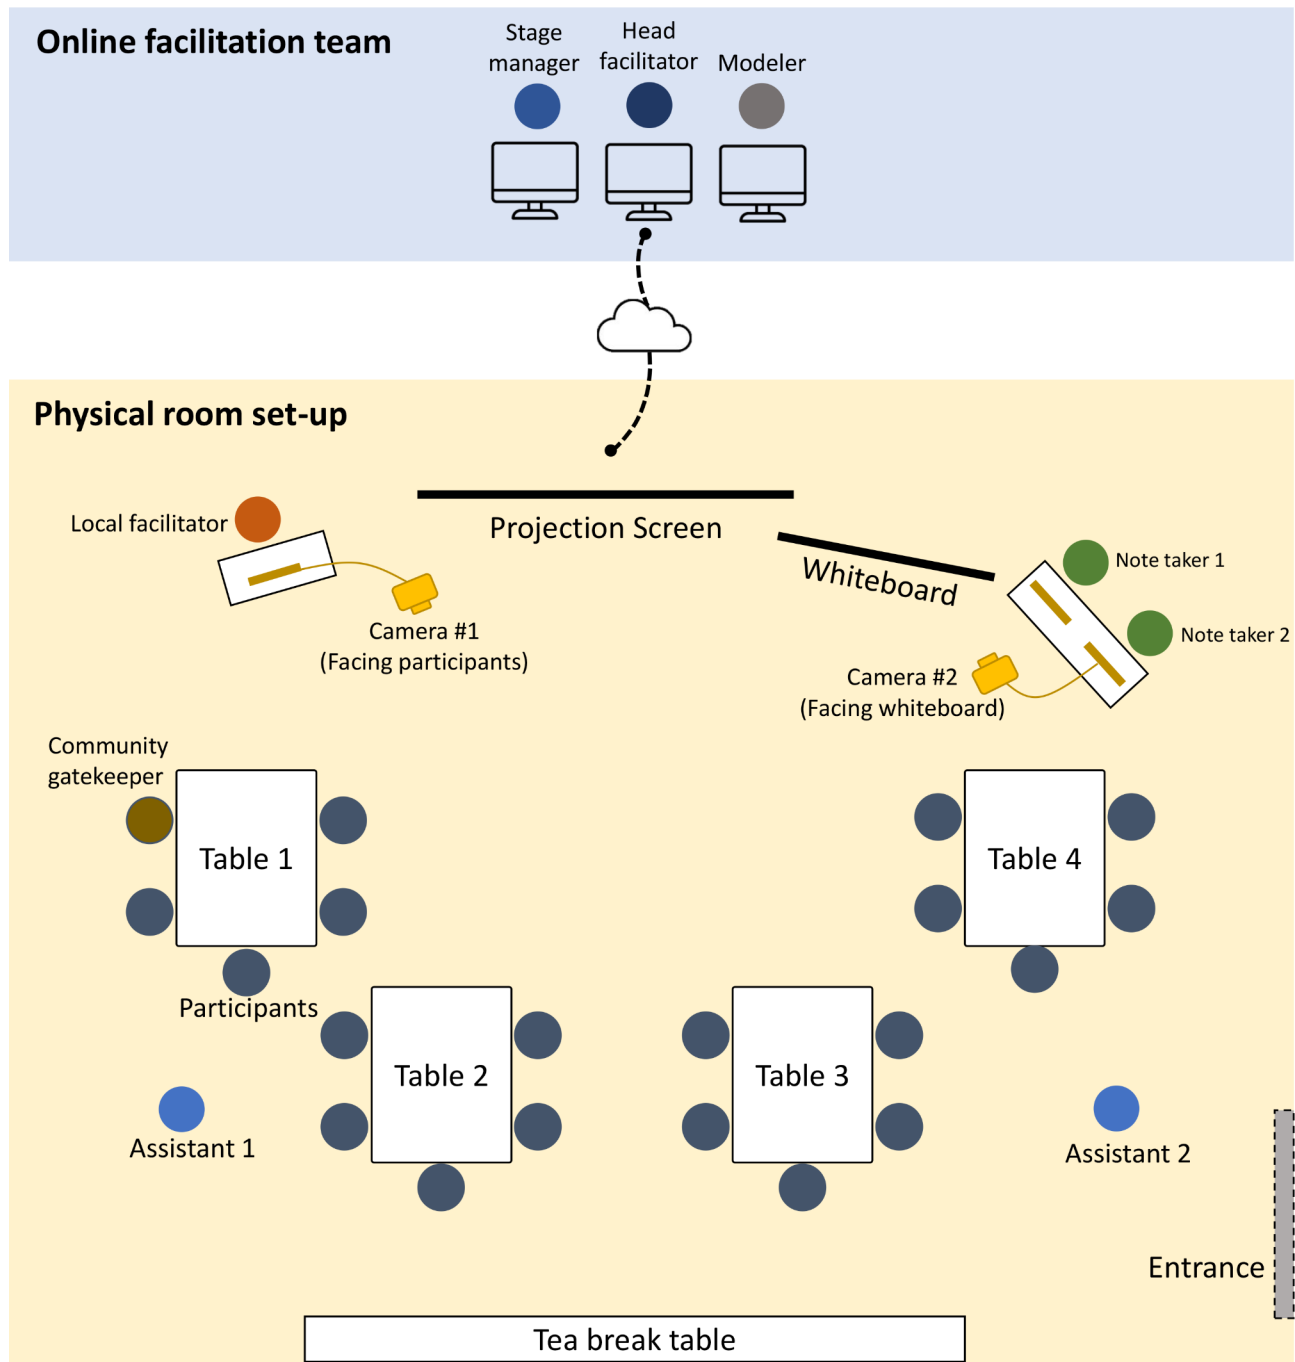 Online facilitation team
Stage
manager
Head
facilitator
Modeler
Physical room set-up
Local facilitator
Projection Screen
Whiteboard
Note taker 1
Note taker 2
Camera #1
(Facing participants)
Camera #2
(Facing whiteboard)
Community
gatekeeper
Table 1
Table 4
Participants
Table 2
Table 3
Assistant 1
Assistant 2
Entrance
Tea break table